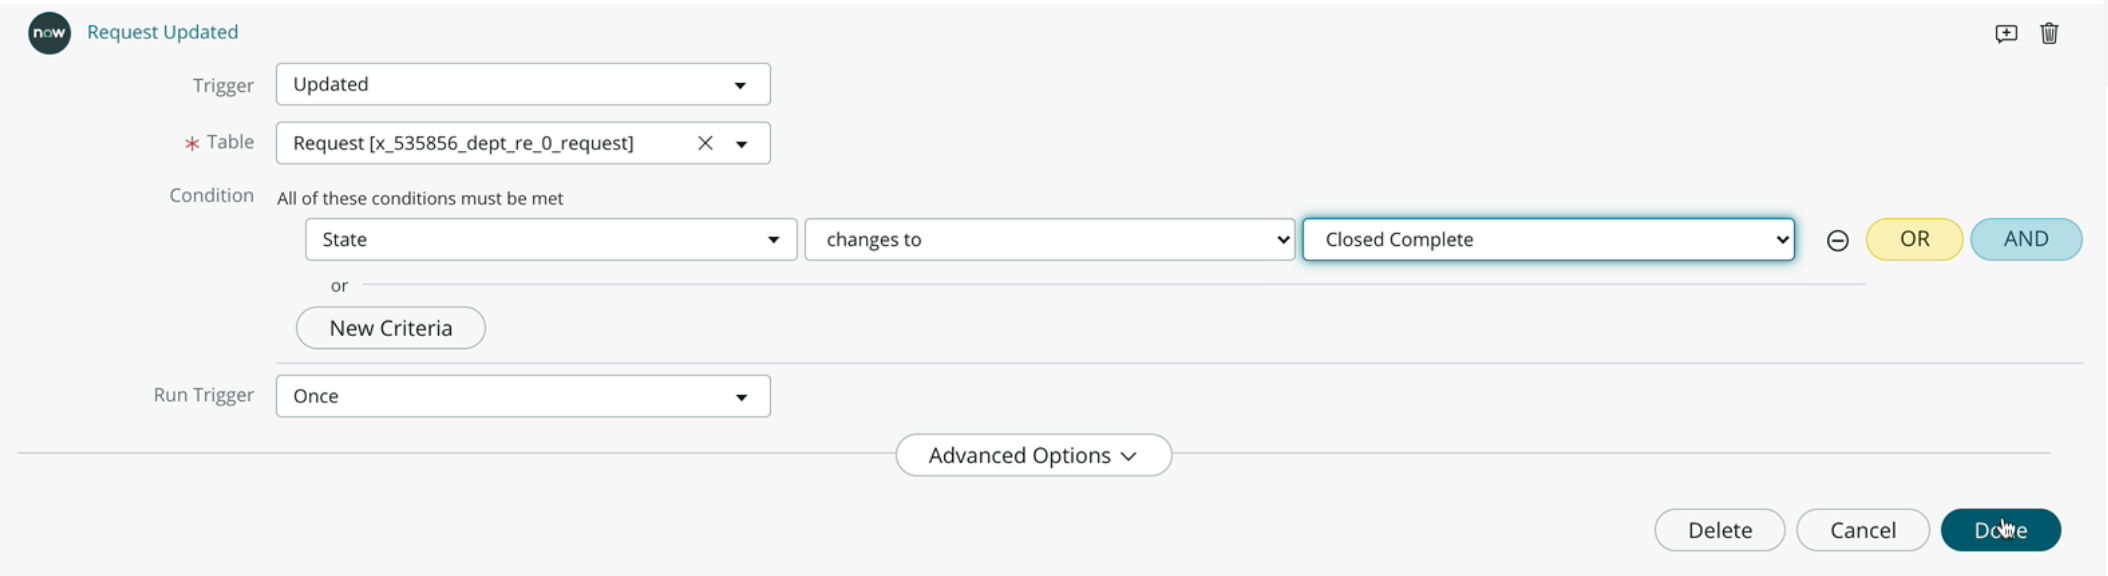 now Request Updated
Trigger Updated
* Table Request [x_535856_dept_re_0_request]
Condition All of these conditions must be met
State changes to Closed Complete OR AND
or
New Criteria
Run Trigger Once
Advanced Options
Delete Cancel Done